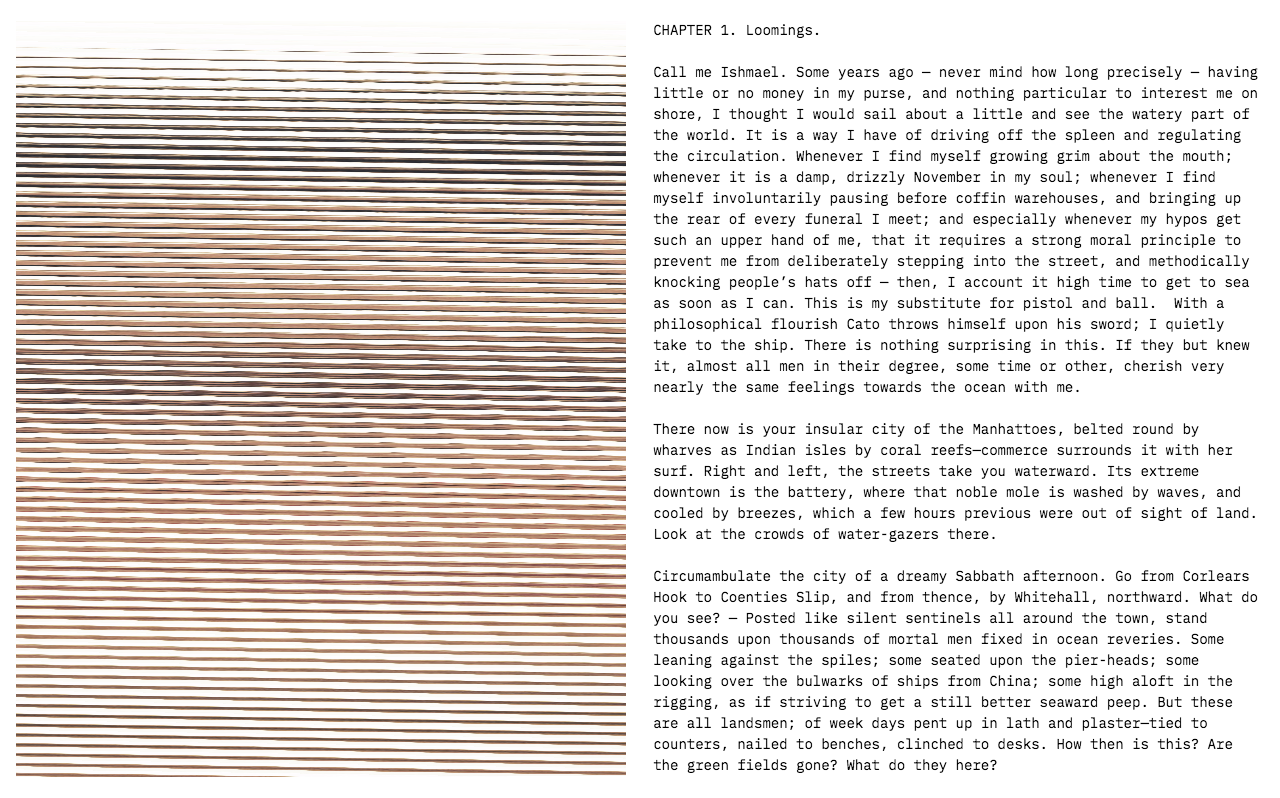 CHAPTER 1. Loomings.
Call me Ishmael. Some years ago — never mind how long precisely — having
little or no money in my purse, and nothing particular to interest me on
shore, I thought I would sail about a little and see the watery part of
the world. It is a way I have of driving off the spleen and regulating
the circulation. Whenever I find myself growing grim about the mouth;
whenever it is a damp, drizzly November in my soul; whenever I find
myself involuntarily pausing before coffin warehouses, and bringing up
the rear of every funeral I meet; and especially whenever my hypos get
such an upper hand of me, that it requires a strong moral principle to
prevent me from deliberately stepping into the street, and methodically
knocking people’s hats off — then, I account it high time to get to sea
as soon as I can. This is my substitute for pistol and ball.  With a
philosophical flourish Cato throws himself upon his sword; I quietly
take to the ship. There is nothing surprising in this. If they but knew
it, almost all men in their degree, some time or other, cherish very
nearly the same feelings towards the ocean with me.
There now is your insular city of the Manhattoes, belted round by
wharves as Indian isles by coral reefs—commerce surrounds it with her
surf. Right and left, the streets take you waterward. Its extreme
downtown is the battery, where that noble mole is washed by waves, and
cooled by breezes, which a few hours previous were out of sight of land.
Look at the crowds of water-gazers there.
Circumambulate the city of a dreamy Sabbath afternoon. Go from Corlears
Hook to Coenties Slip, and from thence, by Whitehall, northward. What do
you see? — Posted like silent sentinels all around the town, stand
thousands upon thousands of mortal men fixed in ocean reveries. Some
leaning against the spiles; some seated upon the pier-heads; some
looking over the bulwarks of ships from China; some high aloft in the
rigging, as if striving to get a still better seaward peep. But these
are all landsmen; of week days pent up in lath and plaster—tied to
counters, nailed to benches, clinched to desks. How then is this? Are
the green fields gone? What do they here?